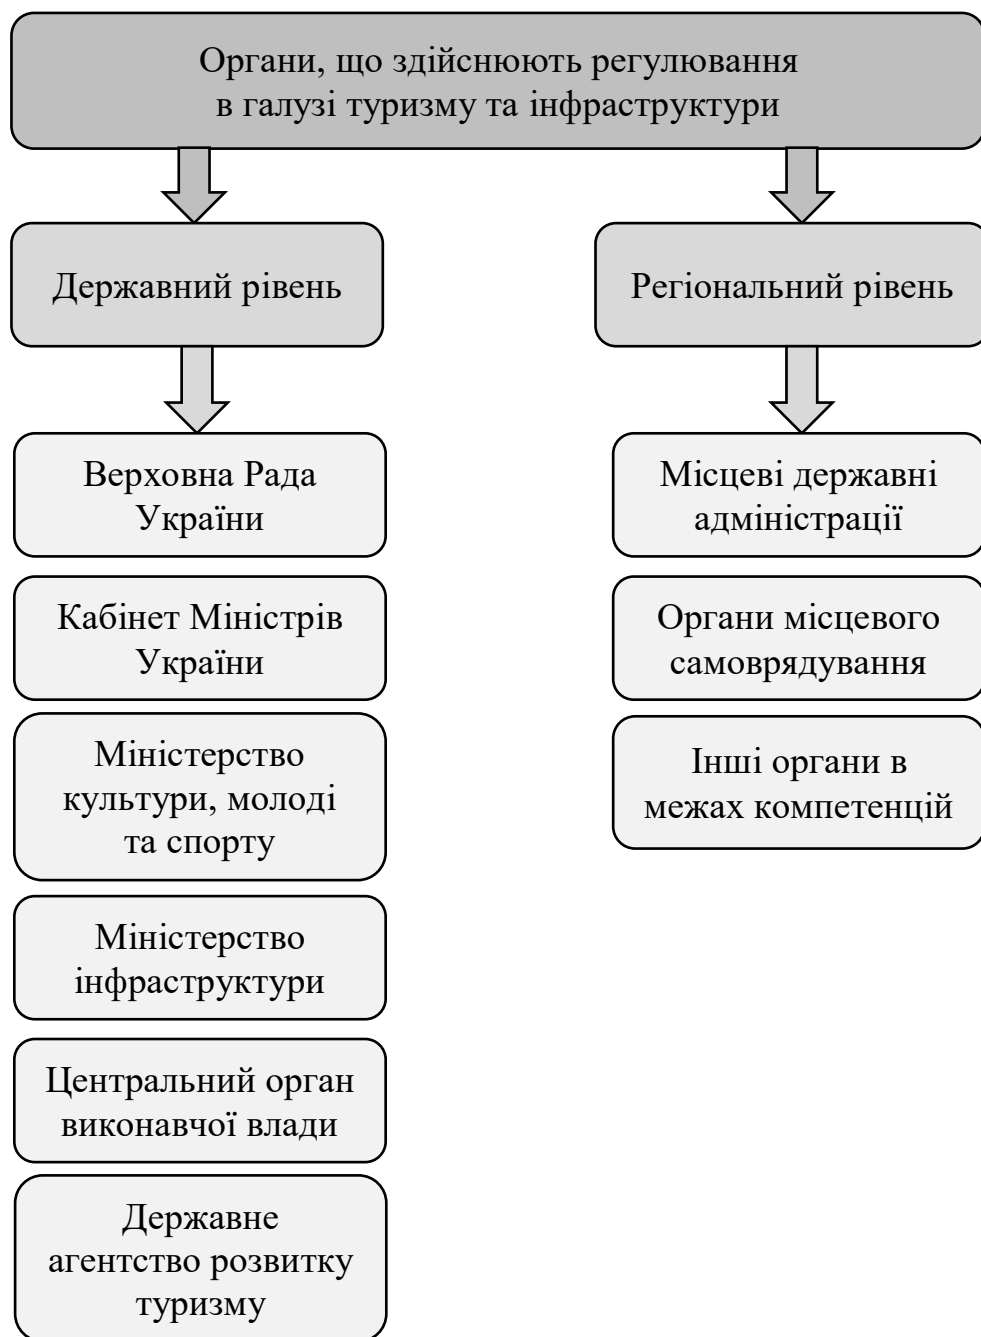 Органи, що здійснюють регулювання
в галузі туризму та інфраструктури
Державний рівень
Регіональний рівень
Верховна Рада
України
Кабінет Міністрів
України
Міністерство
культури, молоді
та спорту
Міністерство
інфраструктури
Центральний орган
виконавчої влади
Державне
агентство розвитку
туризму
Місцеві державні
адміністрації
Органи місцевого
самоврядування
Інші органи в
межах компетенцій